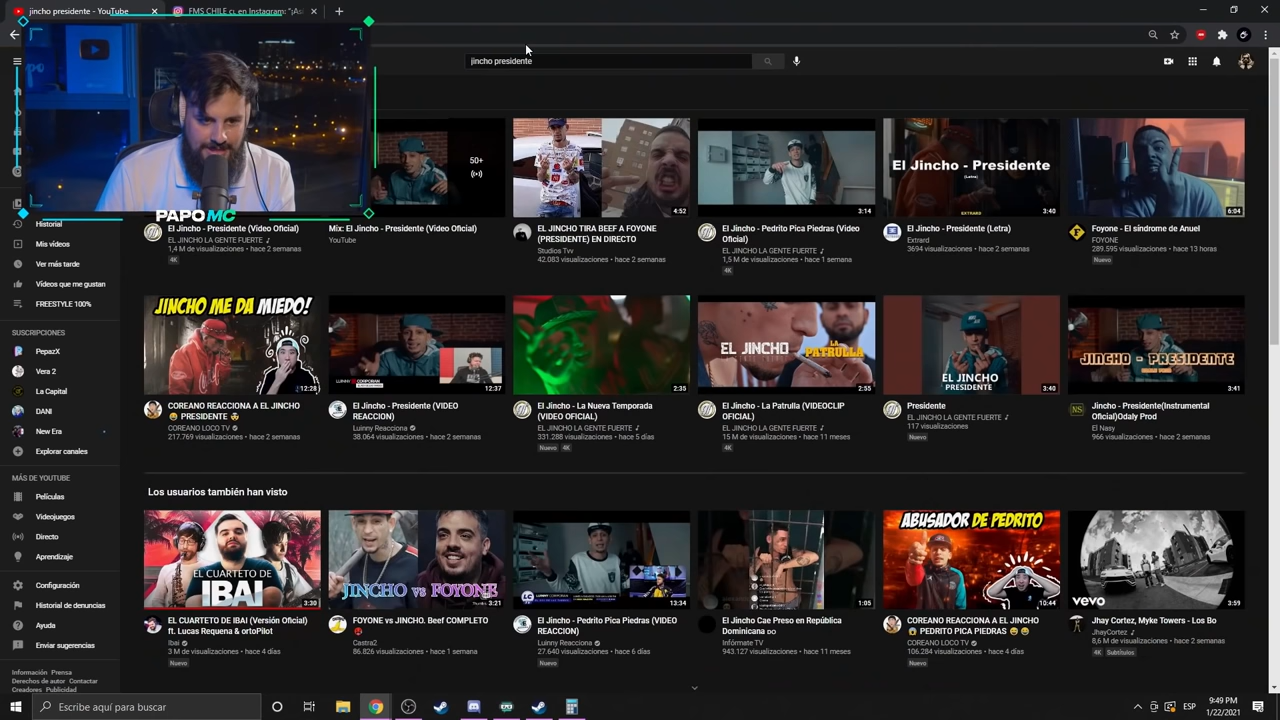 jincho presidente - YouTube
FMS CHILE cl en Instagram: "¡Asi
jincho presidente
PAPO MC
Historial
Mis vídeos
Ver más tarde
Vídeos que me gustan
FREESTYLE 100%
SUSCRIPCIONES
PepazX
Vera 2
La Capital
DANI
New Era
Explorar canales
MÁS DE YOUTUBE
Películas
Videojuegos
Directo
Aprendizaje
Configuración
Historial de denuncias
Ayuda
Enviar sugerencias
Información Prensa
Derechos de autor Contactar
Creadores Publicidad
El Jincho - Presidente (Video Oficial)
EL JINCHO LA GENTE FUERTE
1,4 M de visualizaciones • hace 2 semanas
4K
50+
Mix: El Jincho - Presidente (Video Oficial)
YouTube
4:52
EL JINCHO TIRA BEEF A FOYONE
(PRESIDENTE) EN DIRECTO
Studios Tvv
42.083 visualizaciones • hace 2 semanas
3:14
El Jincho - Pedrito Pica Piedras (Video
Oficial)
EL JINCHO LA GENTE FUERTE
1,5 M de visualizaciones • hace 1 semana
4K
El Jincho - Presidente
(Letra)
EXTRARD
3:40
El Jincho - Presidente (Letra)
Extrard
3694 visualizaciones • hace 2 semanas
6:04
Foyone - El síndrome de Anuel
FOYONE
289.595 visualizaciones • hace 13 horas
Nuevo
JINCHO ME DA MIEDO!
12:28
COREANO REACCIONA A EL JINCHO
PRESIDENTE
COREANO LOCO TV
217.769 visualizaciones • hace 2 semanas
LUINNY CORPORAN
12:37
El Jincho - Presidente (VIDEO
REACCION)
Luinny Reacciona
38.064 visualizaciones • hace 2 semanas
2:35
El Jincho - La Nueva Temporada
(VIDEO OFICIAL)
EL JINCHO LA GENTE FUERTE
331.288 visualizaciones • hace 5 días
Nuevo 4K
EL JINCHO LA PATRULLA
2:55
El Jincho - La Patrulla (VIDEOCLIP
OFICIAL)
EL JINCHO LA GENTE FUERTE
15 M de visualizaciones • hace 11 meses
4K
EL JINCHO
PRESIDENTE
3:40
Presidente
EL JINCHO LA GENTE FUERTE
117 visualizaciones
Nuevo
JINCHO - PRESIDENTE
3:41
Jincho - Presidente(Instrumental
Oficial)Odaly Prod
El Nasy
966 visualizaciones • hace 2 semanas
Los usuarios también han visto
EL CUARTETO DE
IBAI
3:30
EL CUARTETO DE IBAI (Versión Oficial)
ft. Lucas Requena & ortoPilot
Ibai
3 M de visualizaciones • hace 4 días
Nuevo
JINCHO vs FOYONE
3:21
FOYONE vs JINCHO. Beef COMPLETO
Castra2
86.826 visualizaciones • hace 1 semana
13:34
El Jincho - Pedrito Pica Piedras (VIDEO
REACCION)
Luinny Reacciona
27.640 visualizaciones • hace 6 días
Nuevo
1:05
El Jincho Cae Preso en República
Dominicana DO
Infórmate TV
943.127 visualizaciones • hace 11 meses
ABUSADOR DE PEDRITO
10:44
COREANO REACCIONA A EL JINCHO
PEDRITO PICA PIEDRAS
COREANO LOCO TV
106.284 visualizaciones • hace 4 días
Nuevo
vevo
3:59
Jhay Cortez, Myke Towers - Los Bo
JhayCortez
8,6 M de visualizaciones • hace 2 semanas
4K Subtítulos
Escribe aquí para buscar
ESP
9:49 PM
1/22/2021